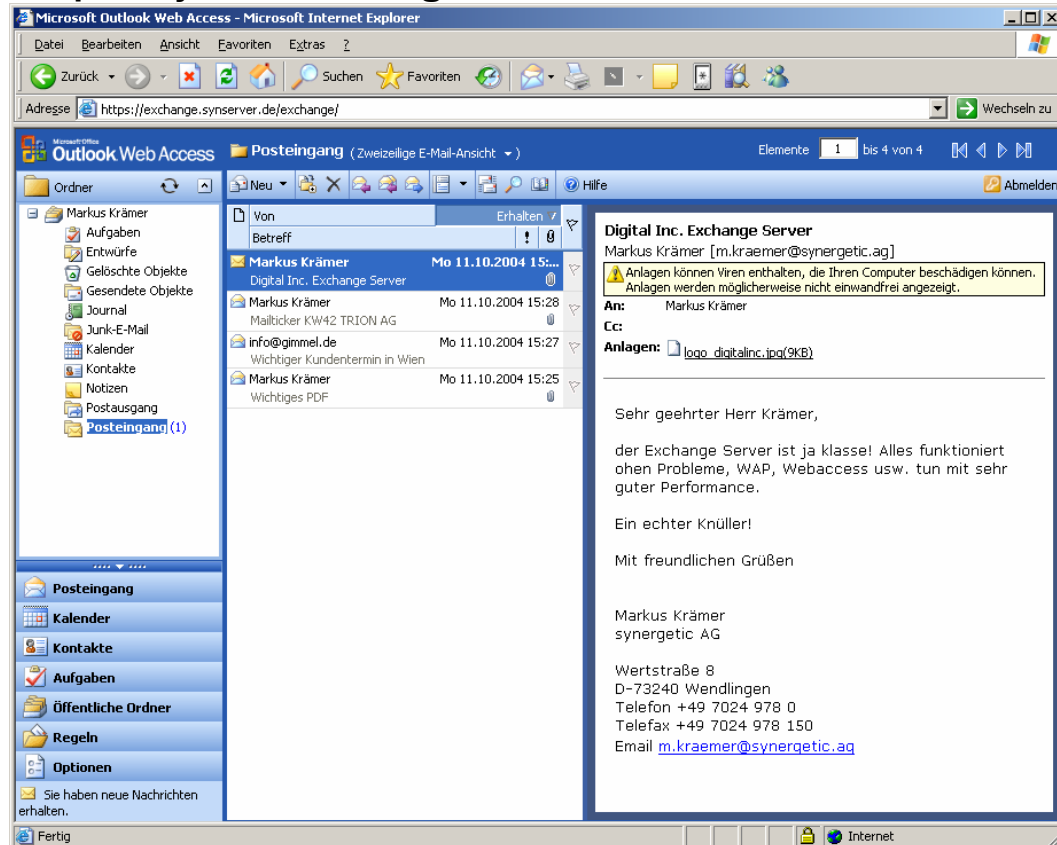 Microsoft Outlook Web Access - Microsoft Internet Explorer
Datei Bearbeiten Ansicht Favoriten Extras ?
Zurück Suchen Favoriten
Adresse https://exchange.synserver.de/exchange/ Wechseln zu
Microsoft Office
Outlook Web Access
Posteingang (Zweizeilige E-Mail-Ansicht)
Elemente 1 bis 4 von 4
Ordner
Neu
Hilfe
Abmelden
Markus Krämer
Aufgaben
Entwürfe
Gelöschte Objekte
Gesendete Objekte
Journal
Junk-E-Mail
Kalender
Kontakte
Notizen
Postausgang
Posteingang (1)
Posteingang
Kalender
Kontakte
Aufgaben
Öffentliche Ordner
Regeln
Optionen
Sie haben neue Nachrichten
erhalten.
Von Erhalten
Betreff !
Markus Krämer Mo 11.10.2004 15:...
Digital Inc. Exchange Server
Markus Krämer Mo 11.10.2004 15:28
Mailticker KW42 TRION AG
info@gimmel.de Mo 11.10.2004 15:27
Wichtiger Kundentermin in Wien
Markus Krämer Mo 11.10.2004 15:25
Wichtiges PDF
Digital Inc. Exchange Server
Markus Krämer [m.kraemer@synergetic.ag]
Anlagen können Viren enthalten, die Ihren Computer beschädigen können.
Anlagen werden möglicherweise nicht einwandfrei angezeigt.
An: Markus Krämer
Cc:
Anlagen: logo_digitalinc.jpg(9KB)
Sehr geehrter Herr Krämer,
der Exchange Server ist ja klasse! Alles funktioniert
ohen Probleme, WAP, Webaccess usw. tun mit sehr
guter Performance.
Ein echter Knüller!
Mit freundlichen Grüßen
Markus Krämer
synergetic AG
Wertstraße 8
D-73240 Wendlingen
Telefon +49 7024 978 0
Telefax +49 7024 978 150
Email m.kraemer@synergetic.ag
Fertig
Internet